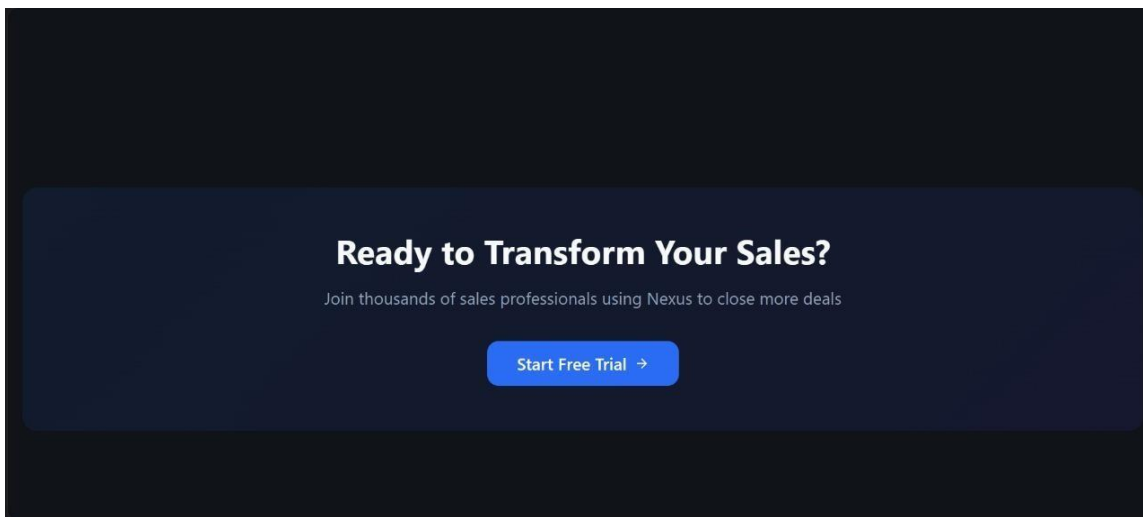 Ready to Transform Your Sales?
Join thousands of sales professionals using Nexus to close more deals
Start Free Trial →